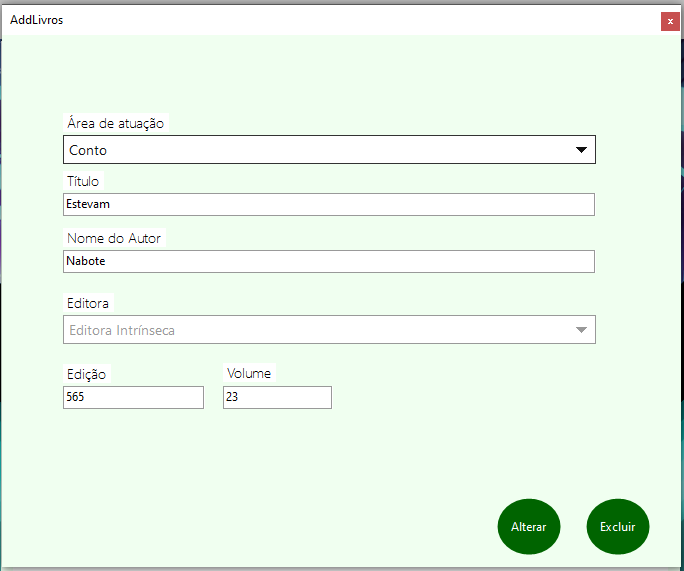 AddLivros
x
Área de atuação
Conto
Título
Estevam
Nome do Autor
Nabote
Editora
Editora Intrínseca
Edição
Volume
565
23
Alterar
Excluir